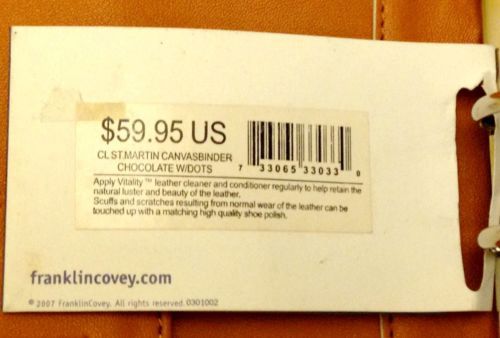 $59.95 US
CL ST.MARTIN CANVASBINDER
CHOCOLATE W/DOTS
7 33065 33033 0
Apply Vitality ™ leather cleaner and conditioner regularly to help retain the
natural luster and beauty of the leather.
Scuffs and scratches resulting from normal wear of the leather can be
touched up with a matching high quality shoe polish.
franklincovey.com
© 2007 FranklinCovey. All rights reserved. 0301002